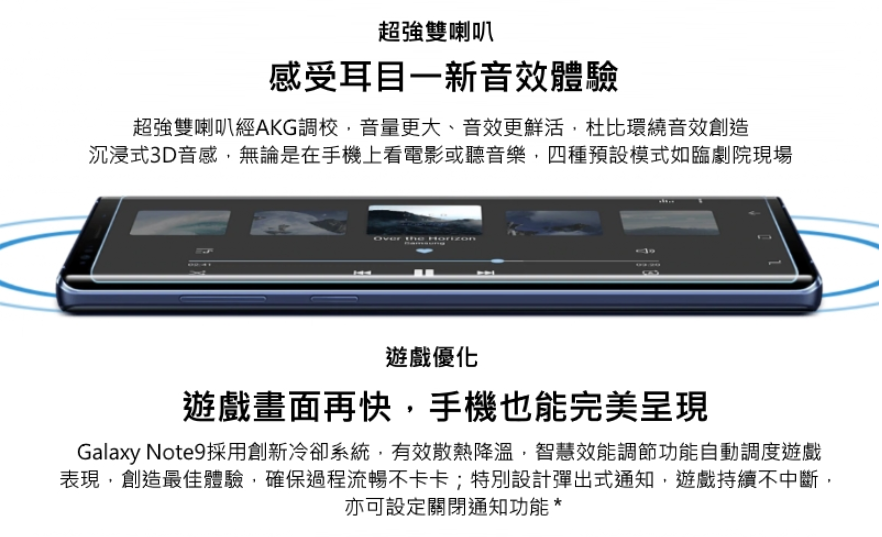 超強雙喇叭
感受耳目一新音效體驗
超強雙喇叭經AKG調校，音量更大、音效更鮮活，杜比環繞音效創造
沉浸式3D音感，無論是在手機上看電影或聽音樂，四種預設模式如臨劇院現場
Over the Horizon
Samsung
02:41
03:20
遊戲優化
遊戲畫面再快，手機也能完美呈現
Galaxy Note9採用創新冷卻系統，有效散熱降溫，智慧效能調節功能自動調度遊戲
表現，創造最佳體驗，確保過程流暢不卡卡；特別設計彈出式通知，遊戲持續不中斷，
亦可設定關閉通知功能*